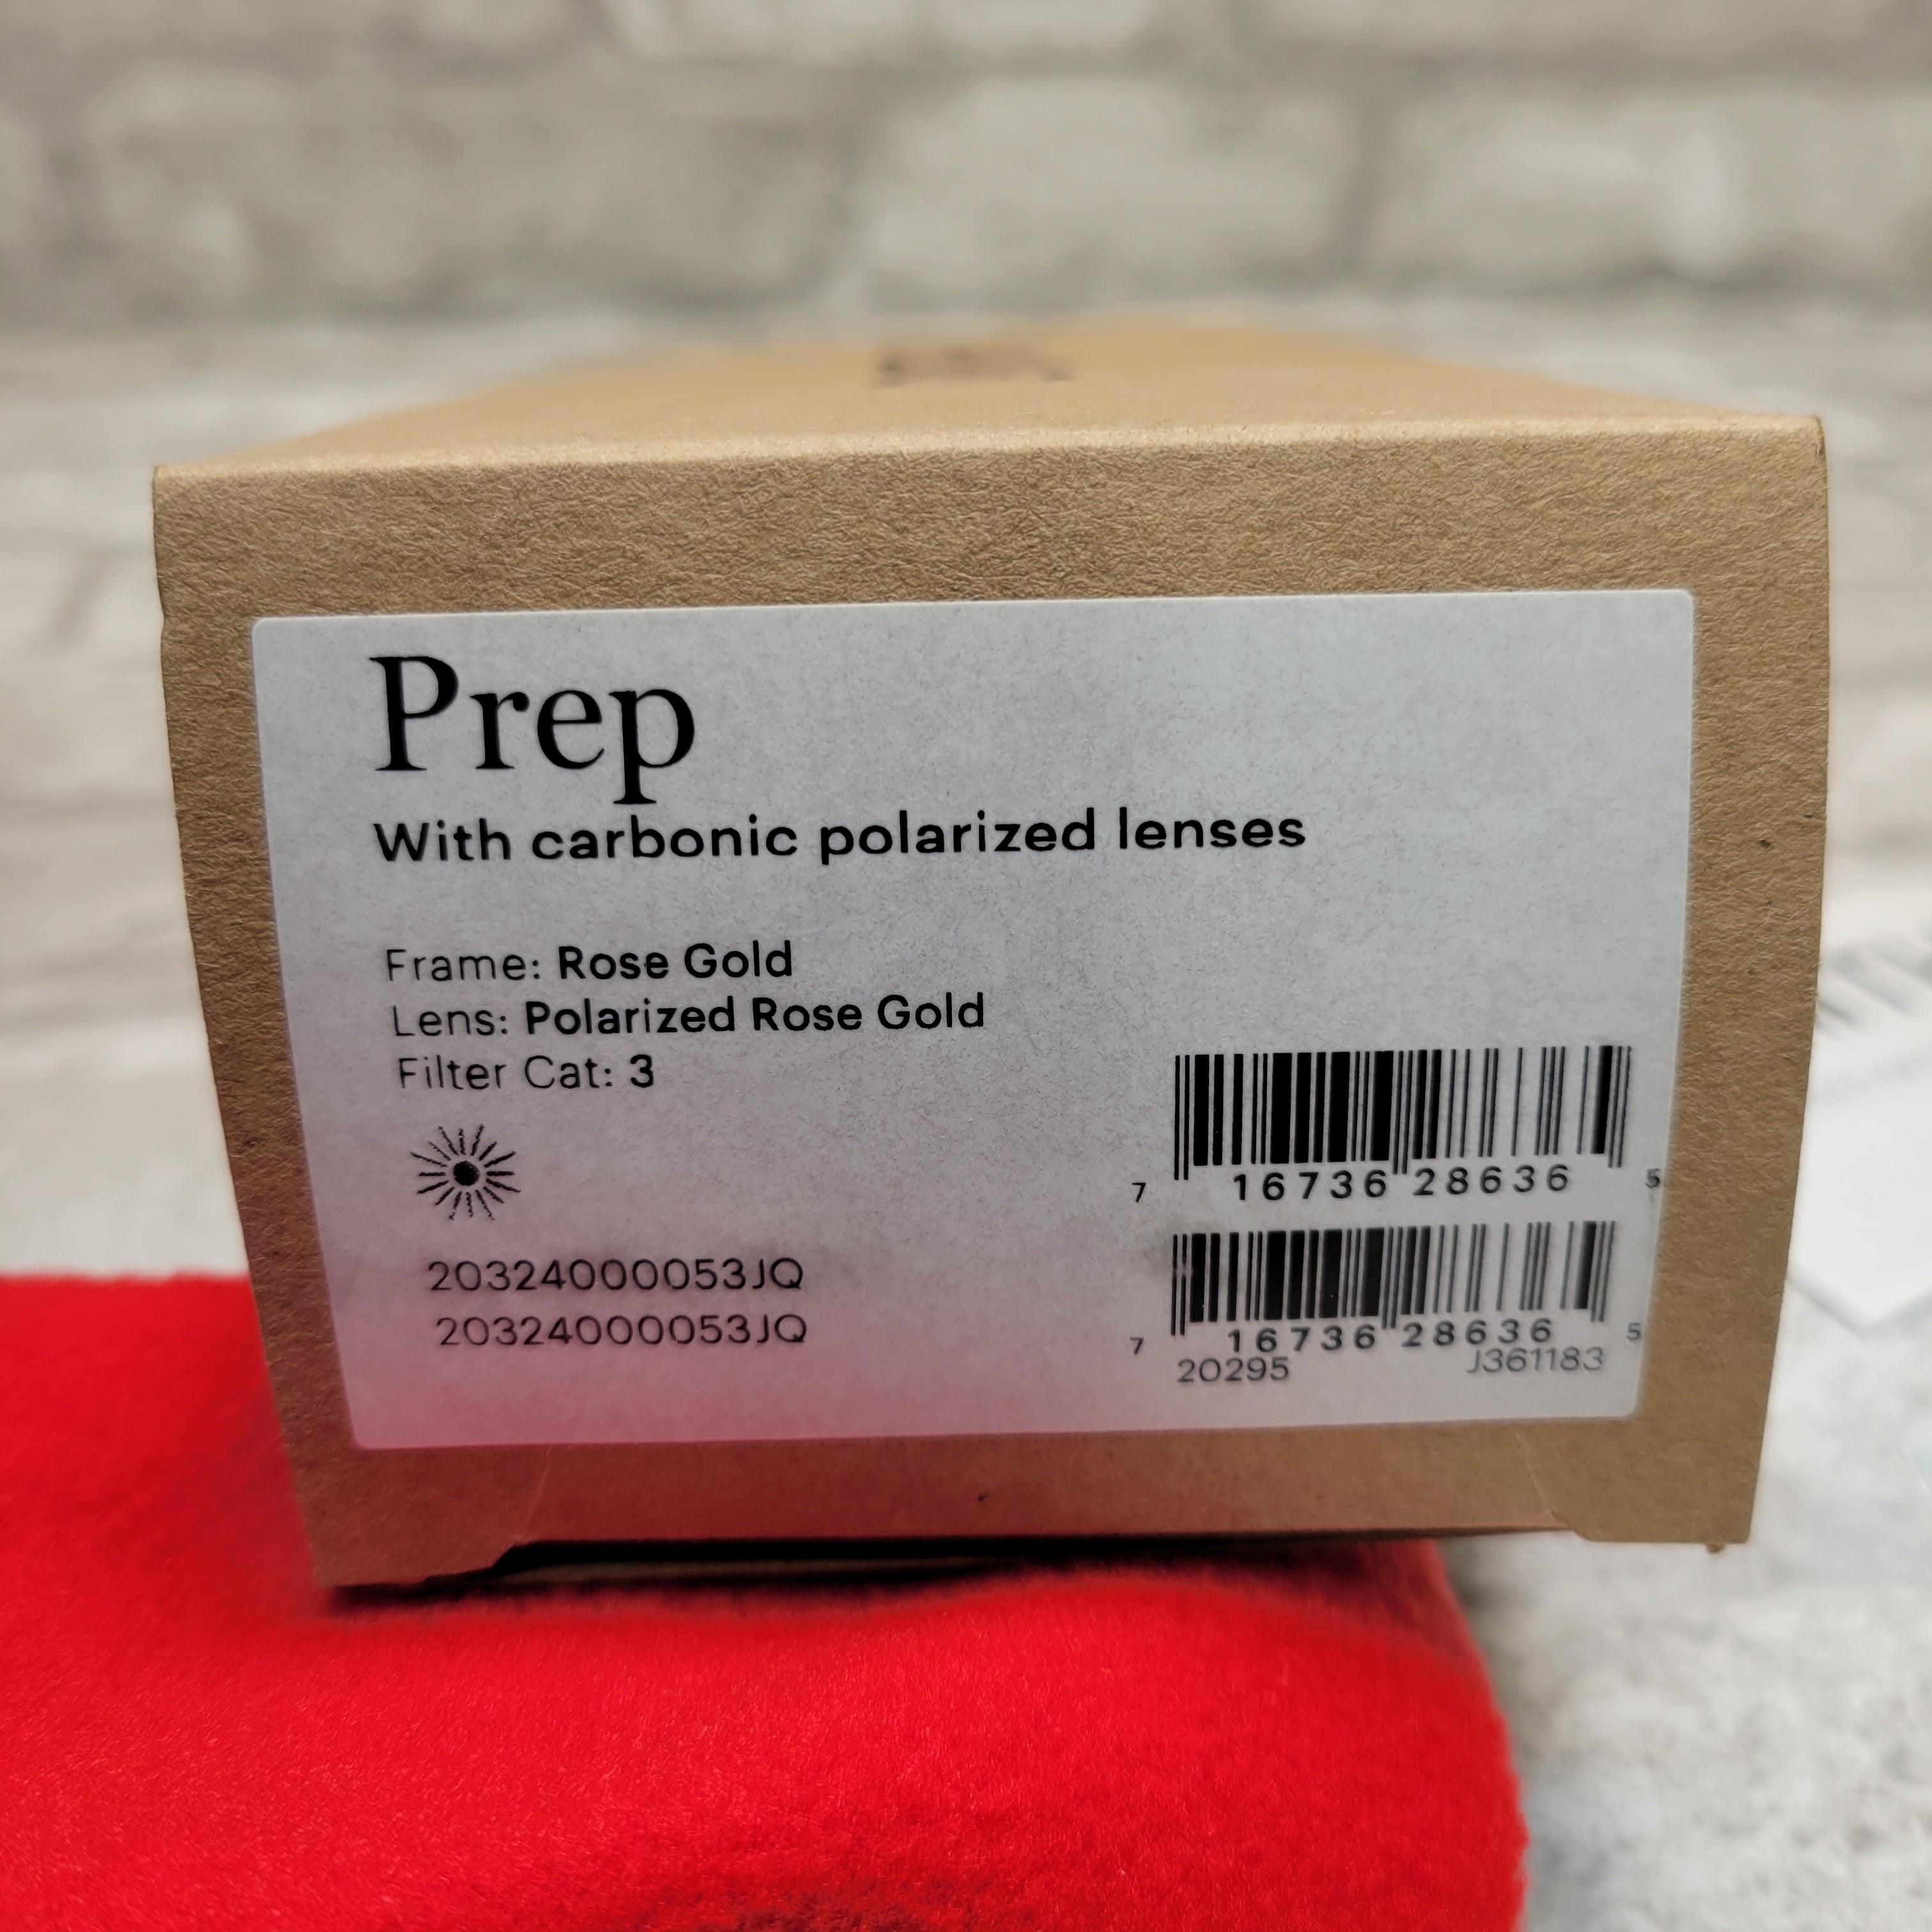 Prep
With carbonic polarized lenses
Frame: Rose Gold
Lens: Polarized Rose Gold
Filter Cat: 3
20324000053JQ
20324000053JQ
7 16736 28636 5
7 16736 28636 5
20295 J361183